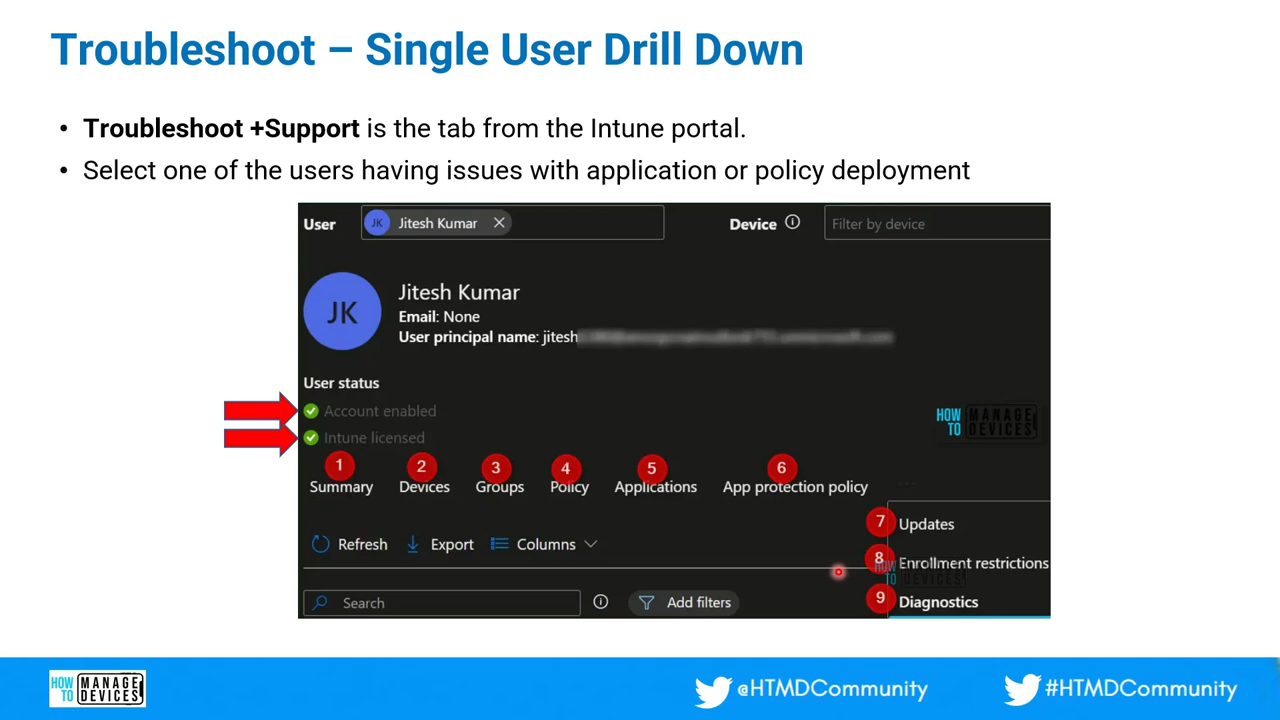 Troubleshoot – Single User Drill Down
• Troubleshoot +Support is the tab from the Intune portal.
• Select one of the users having issues with application or policy deployment
User JK Jitesh Kumar Device Filter by device
JK
Jitesh Kumar
Email: None
User principal name: jitesh
User status
Account enabled
Intune licensed
HOW TO MANAGE DEVICES
1 2 3 4 5 6
Summary Devices Groups Policy Applications App protection policy
7 Updates
Refresh Export Columns
8 Enrollment restrictions
HOW TO DEVICES
Search Add filters
9 Diagnostics
HOW TO MANAGE DEVICES
@HTMDCommunity
#HTMDCommunity